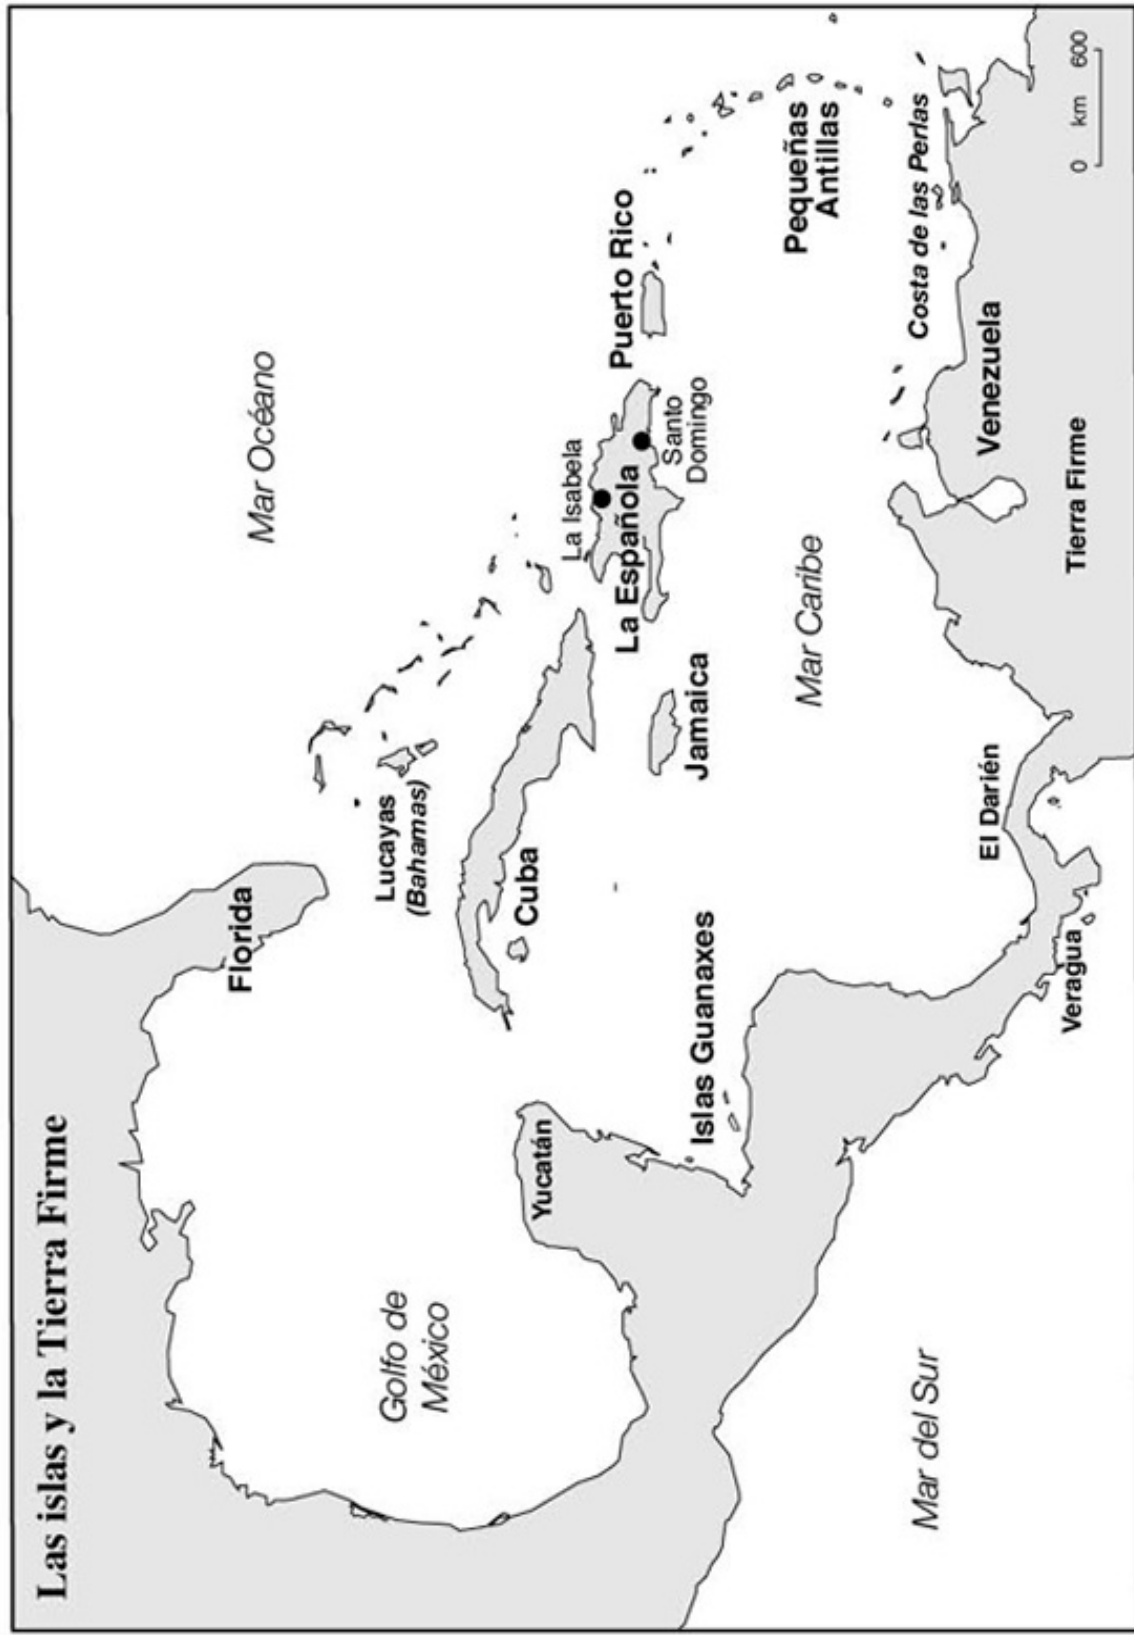 Las islas y la Tierra Firme
Mar Océano
Florida
Golfo de
México
Lucayas
(Bahamas)
Cuba
La Isabela
La Española
Santo
Domingo
Puerto Rico
Yucatán
Jamaica
Islas Guanaxes
Mar Caribe
Pequeñas
Antillas
Costa de las Perlas
Venezuela
El Darién
Mar del Sur
Veragua
Tierra Firme
0 km 600